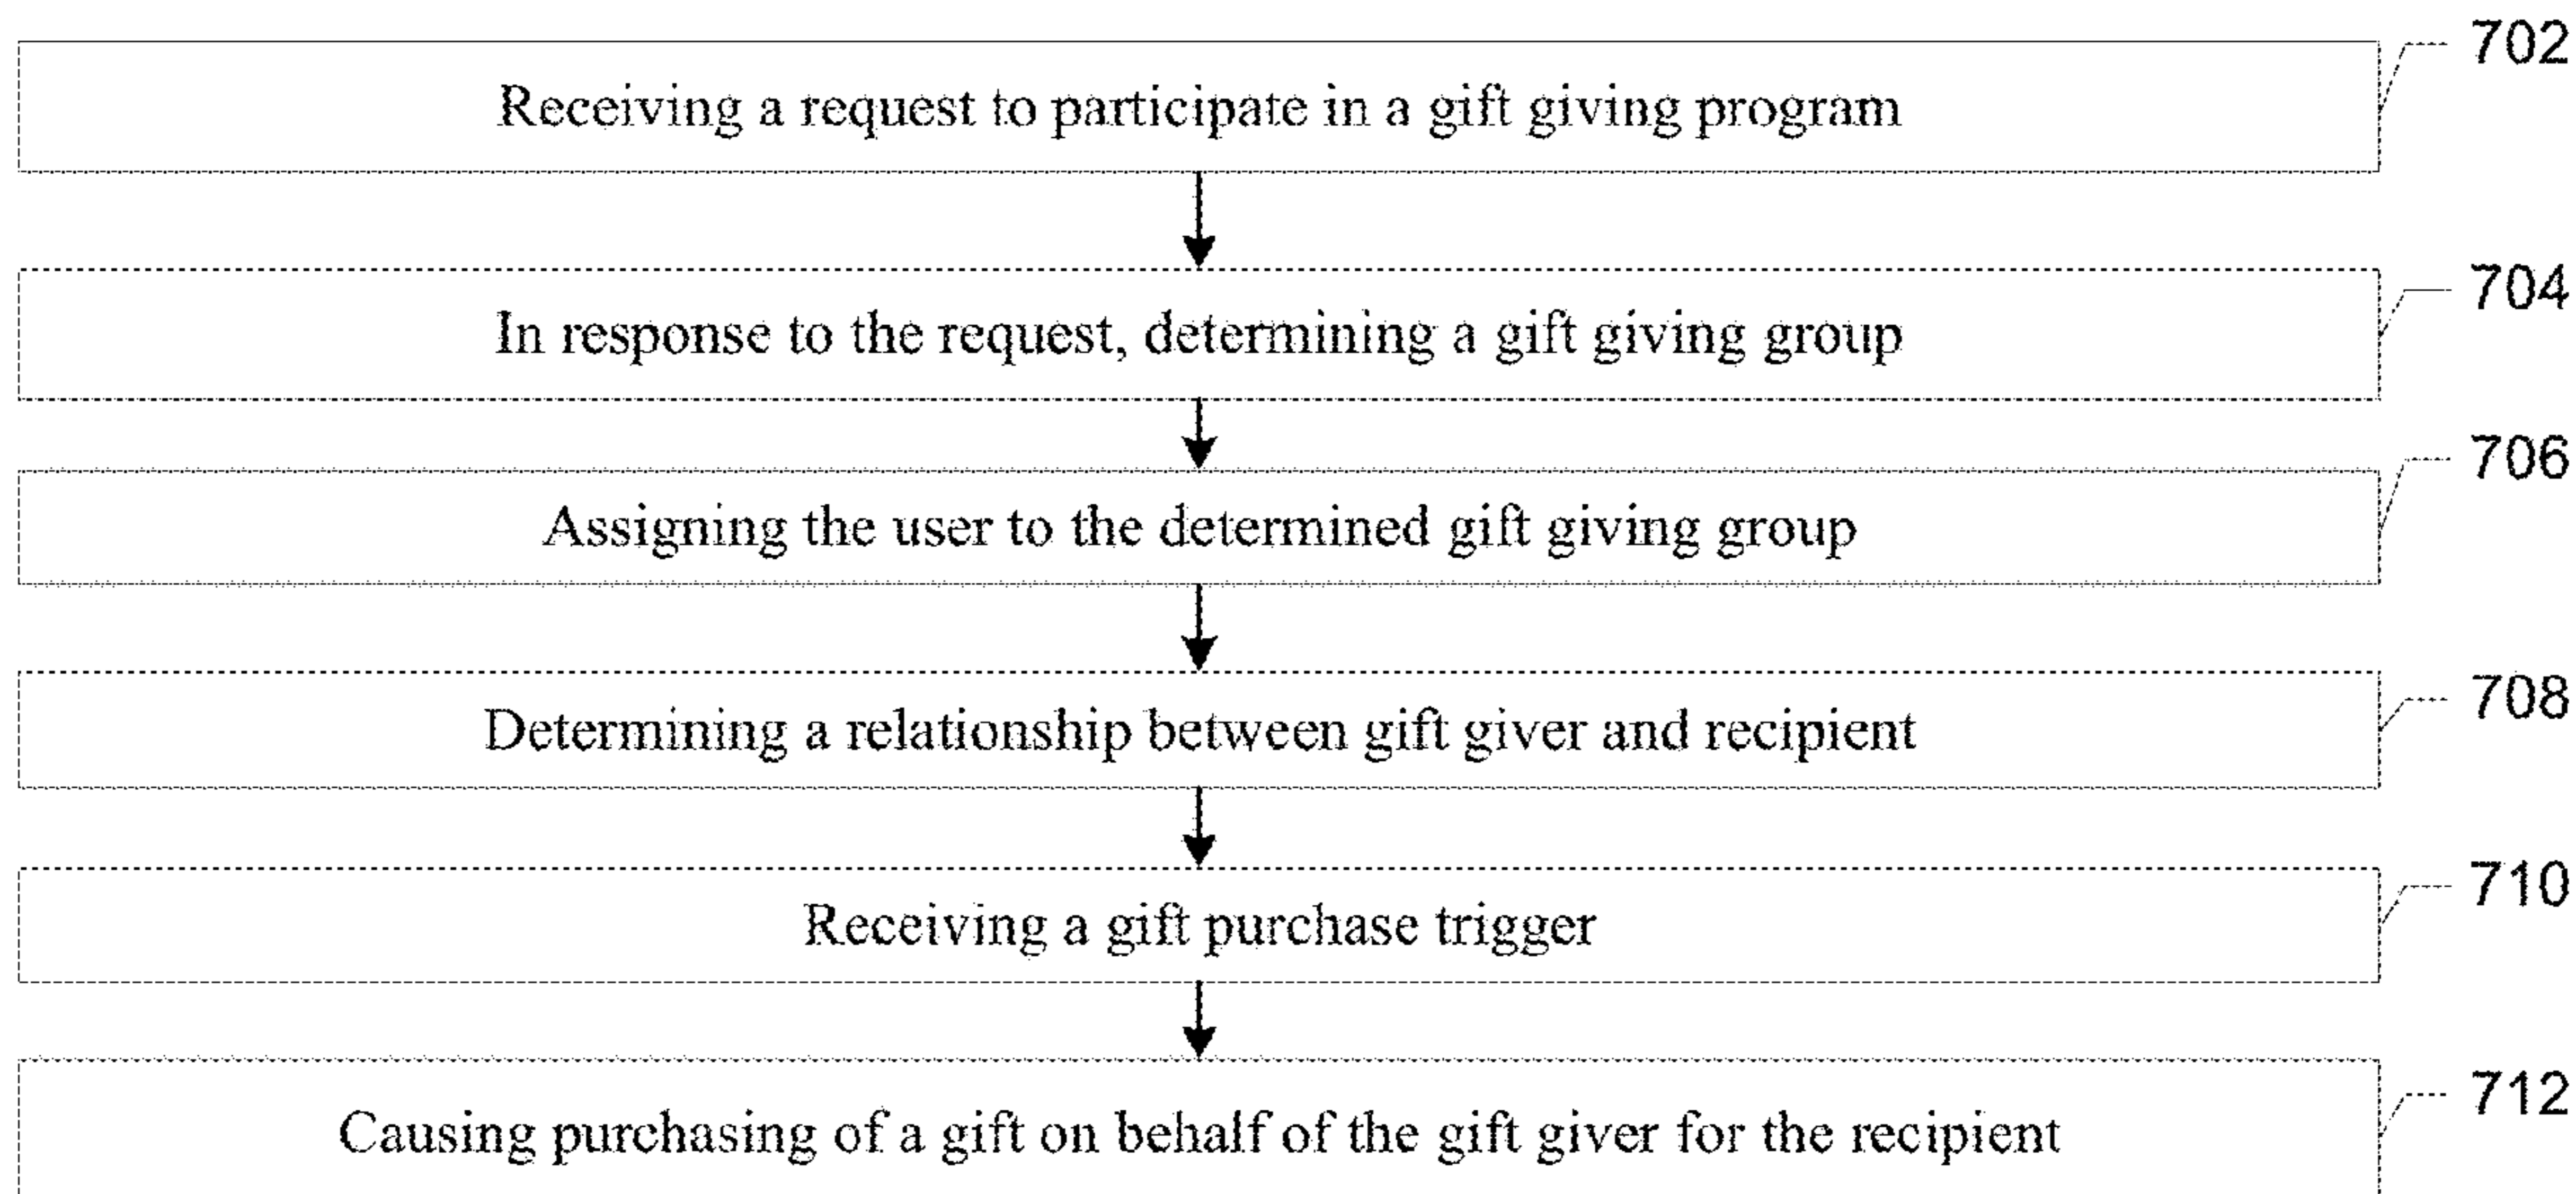 702
Receiving a request to participate in a gift giving program
704
In response to the request, determining a gift giving group
706
Assigning the user to the determined gift giving group
708
Determining a relationship between gift giver and recipient
710
Receiving a gift purchase trigger
712
Causing purchasing of a gift on behalf of the gift giver for the recipient